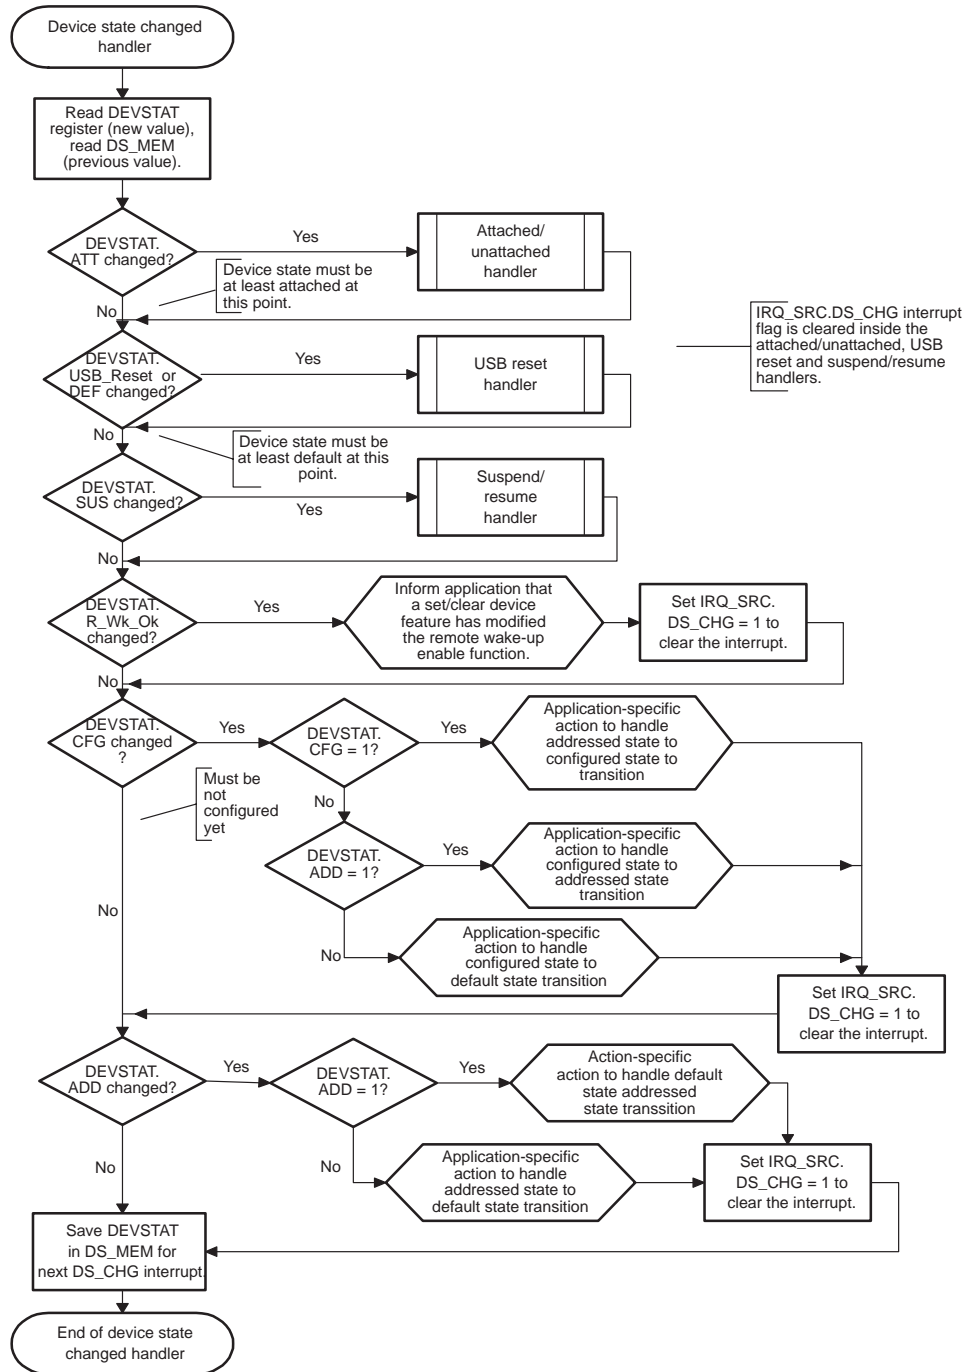 Device state changed
handler
Read DEVSTAT
register (new value),
read DS_MEM
(previous value).
DEVSTAT.
ATT changed?
Yes
Attached/
unattached
handler
Device state must be
at least attached at
this point.
No
IRQ_SRC.DS_CHG interrupt
flag is cleared inside the
attached/unattached, USB
reset and suspend/resume
handlers.
DEVSTAT.
USB_Reset or
DEF changed?
Yes
USB reset
handler
No
Device state must be
at least default at this
point.
DEVSTAT.
SUS changed?
Yes
Suspend/
resume
handler
No
DEVSTAT.
R_Wk_Ok
changed?
Yes
Inform application that
a set/clear device
feature has modified
the remote wake-up
enable function.
Set IRQ_SRC.
DS_CHG = 1 to
clear the interrupt.
No
DEVSTAT.
CFG changed
?
Yes
DEVSTAT.
CFG = 1?
Yes
Application-specific
action to handle
addressed state to
configured state to
transition
Must be
not
configured
yet
No
DEVSTAT.
ADD = 1?
Yes
Application-specific
action to handle
configured state to
addressed state
transition
No
No
Application-specific
action to handle
configured state to
default state transition
Set IRQ_SRC.
DS_CHG = 1 to
clear the interrupt.
DEVSTAT.
ADD changed?
Yes
DEVSTAT.
ADD = 1?
Yes
Action-specific
action to handle default
state addressed
state transsition
No
No
Application-specific
action to handle
addressed state to
default state transition
Set IRQ_SRC.
DS_CHG = 1 to
clear the interrupt.
Save DEVSTAT
in DS_MEM for
next DS_CHG interrupt.
End of device state
changed handler